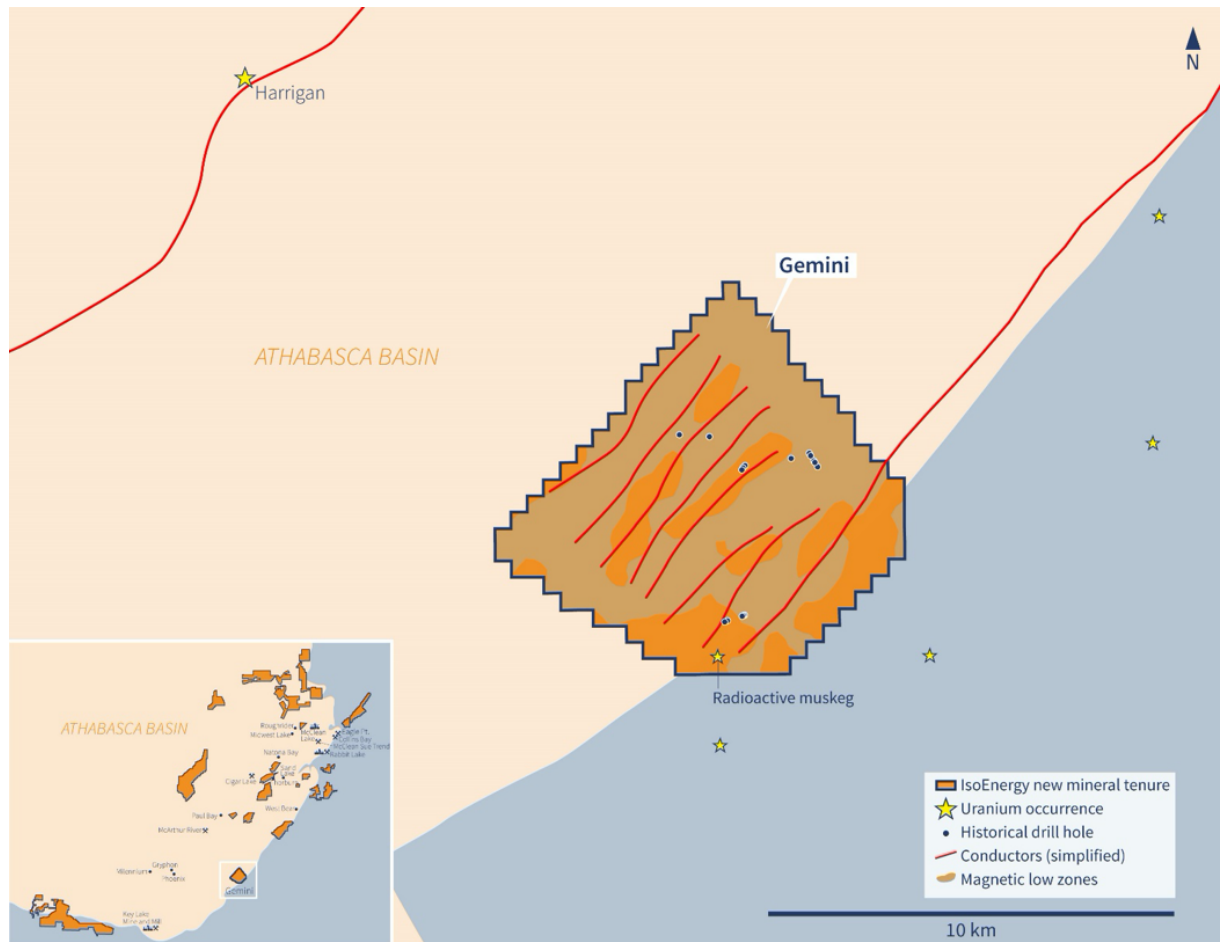 N
Harrigan
Gemini
ATHABASCA BASIN
Radioactive muskeg
IsoEnergy new mineral tenure
Uranium occurrence
Historical drill hole
Conductors (simplified)
Magnetic low zones
10 km
ATHABASCA BASIN
Roughrider
Midwest Lake
McClean
Lake
Eagle Pt.
Collins Bay
McClean Sue Trend
Rabbit Lake
Cigar Lake
West Bear
Paul Bay
McArthur River
Millennium
Gryphon
Phoenix
Gemini
Key Lake
Mine and Mill